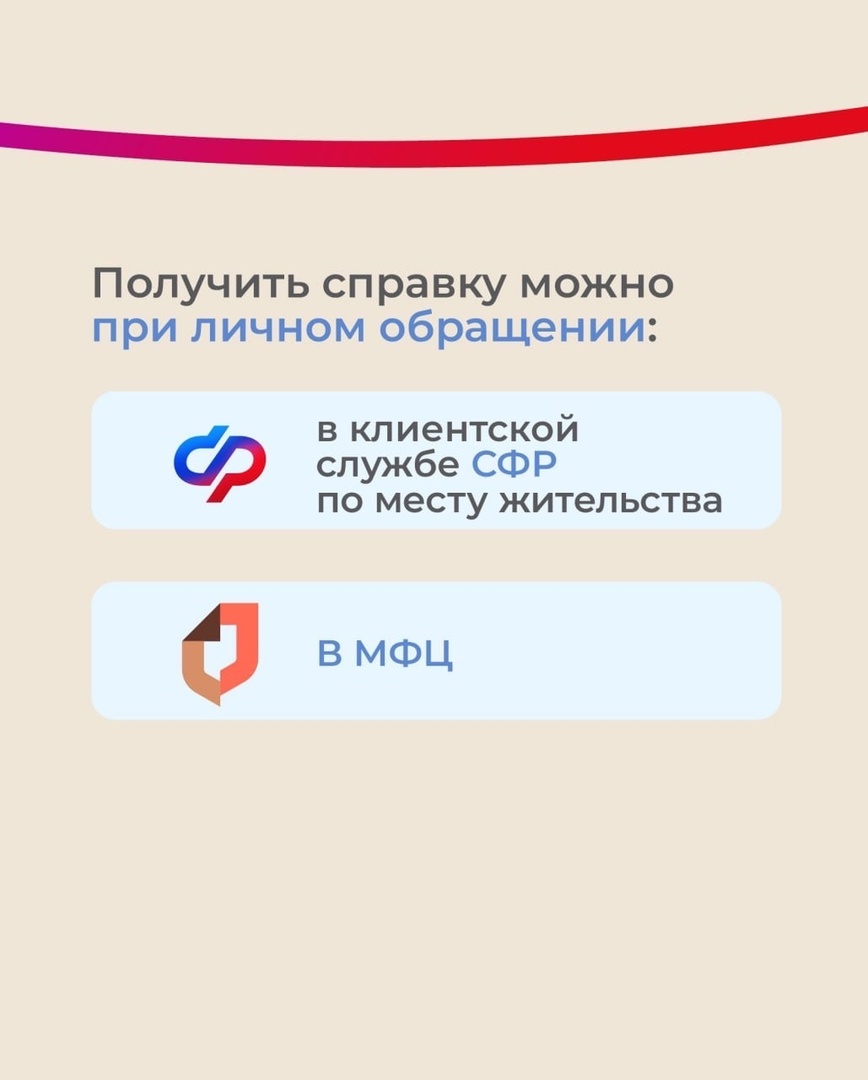 Получить справку можно
при личном обращении:
в клиентской
службе СФР
по месту жительства
В МФЦ